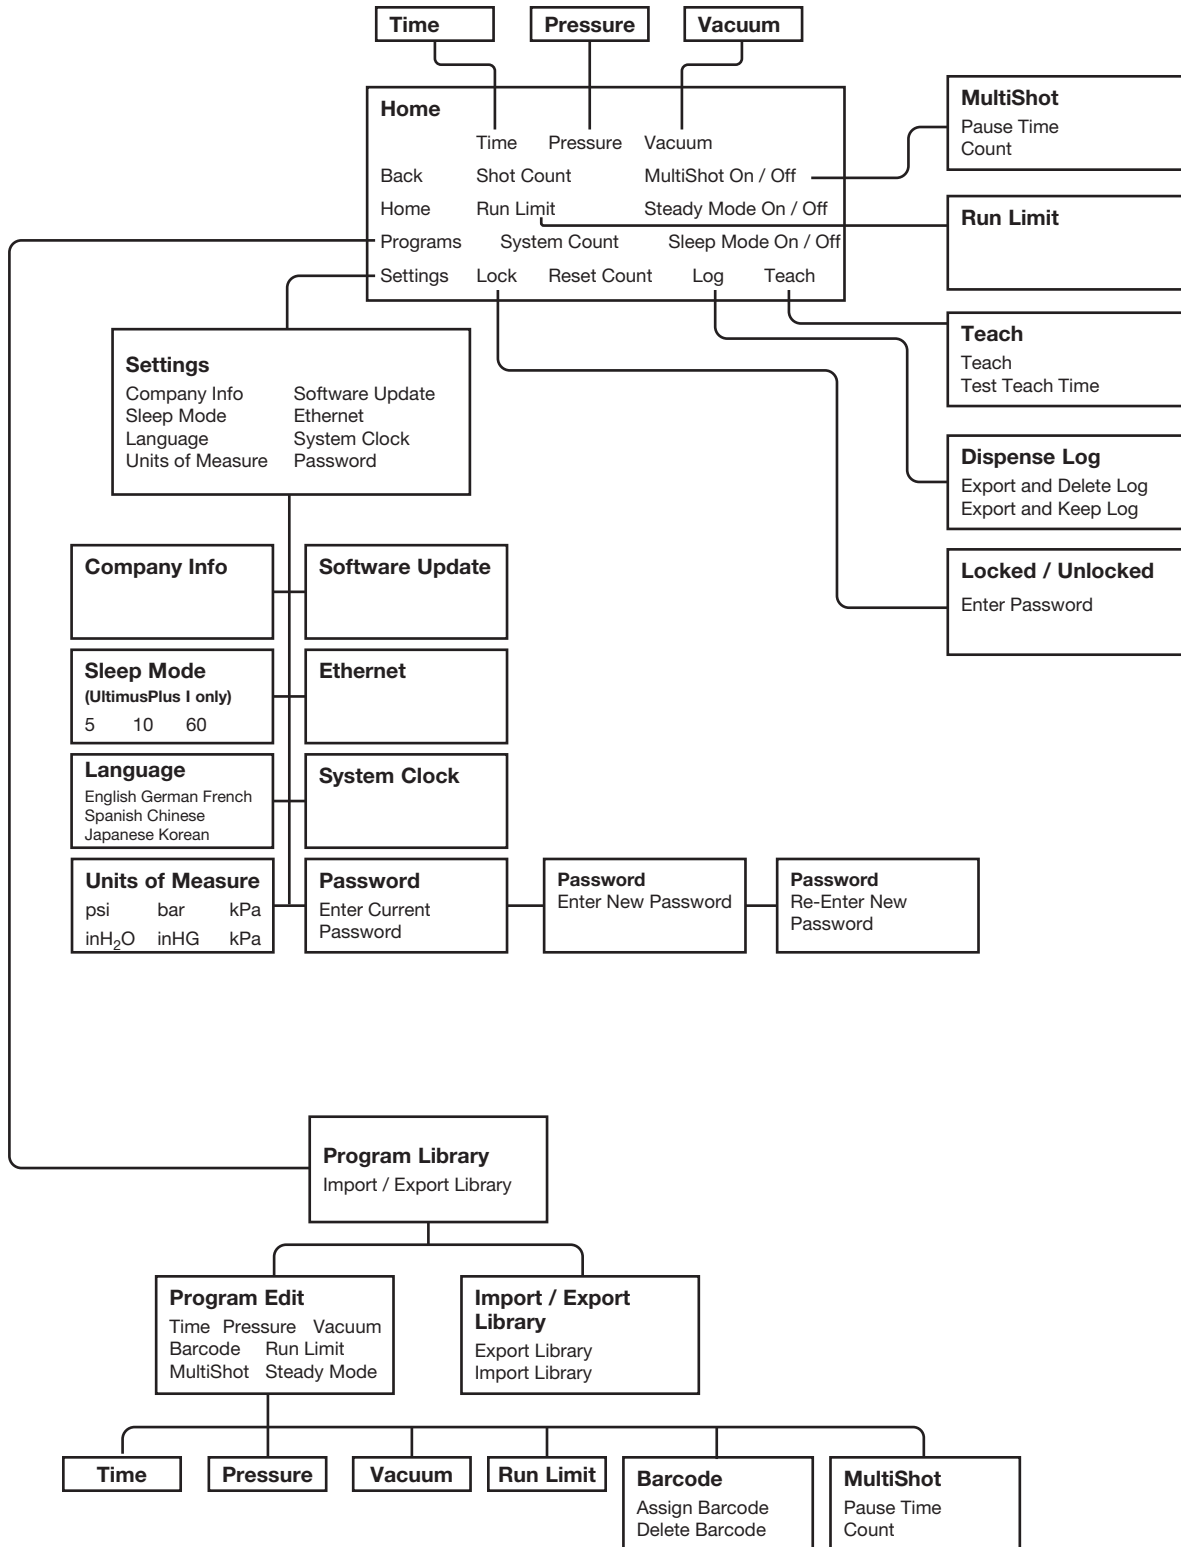 Time Pressure Vacuum
Home
Time Pressure Vacuum
Back Shot Count MultiShot On / Off
Home Run Limit Steady Mode On / Off
Programs System Count Sleep Mode On / Off
Settings Lock Reset Count Log Teach
MultiShot
Pause Time
Count
Run Limit
Teach
Teach
Test Teach Time
Dispense Log
Export and Delete Log
Export and Keep Log
Locked / Unlocked
Enter Password
Settings
Company Info Software Update
Sleep Mode Ethernet
Language System Clock
Units of Measure Password
Company Info
Software Update
Sleep Mode
(UltimusPlus I only)
5 10 60
Ethernet
Language
English German French
Spanish Chinese
Japanese Korean
System Clock
Units of Measure
psi bar kPa
inH₂O inHG kPa
Password
Enter Current
Password
Password
Enter New Password
Password
Re-Enter New
Password
Program Library
Import / Export Library
Program Edit
Time Pressure Vacuum
Barcode Run Limit
MultiShot Steady Mode
Import / Export
Library
Export Library
Import Library
Time
Pressure
Vacuum
Run Limit
Barcode
Assign Barcode
Delete Barcode
MultiShot
Pause Time
Count